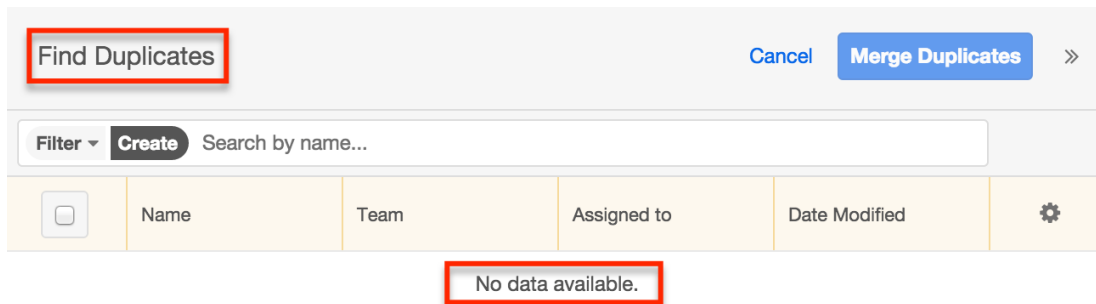 Find Duplicates Cancel Merge Duplicates »
Filter Create Search by name...
Name Team Assigned to Date Modified
No data available.